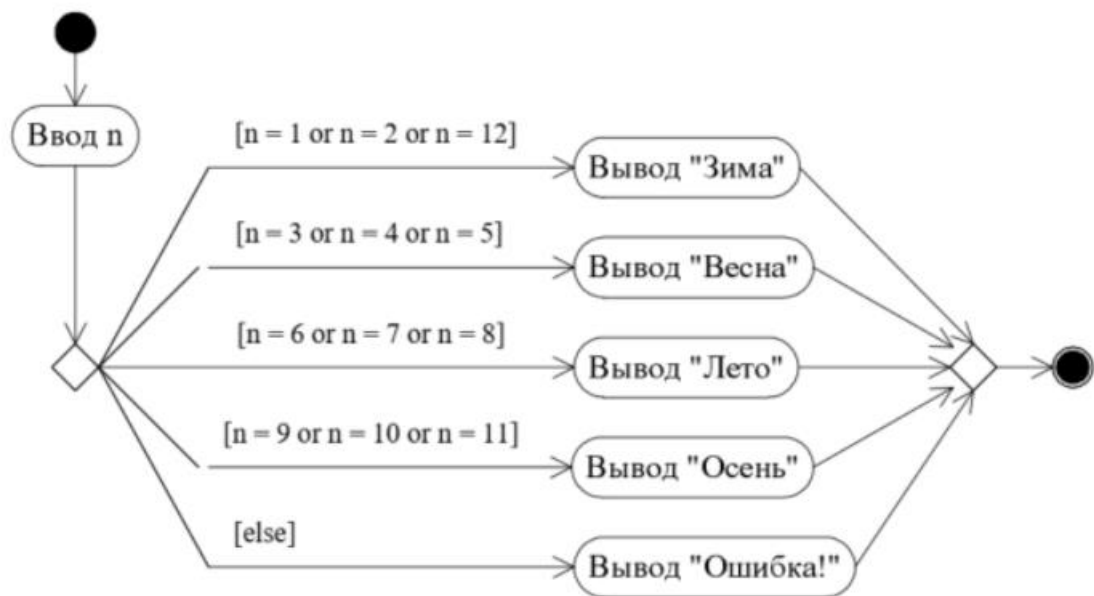 Ввод n
[n = 1 or n = 2 or n = 12]
Вывод "Зима"
[n = 3 or n = 4 or n = 5]
Вывод "Весна"
[n = 6 or n = 7 or n = 8]
Вывод "Лето"
[n = 9 or n = 10 or n = 11]
Вывод "Осень"
[else]
Вывод "Ошибка!"